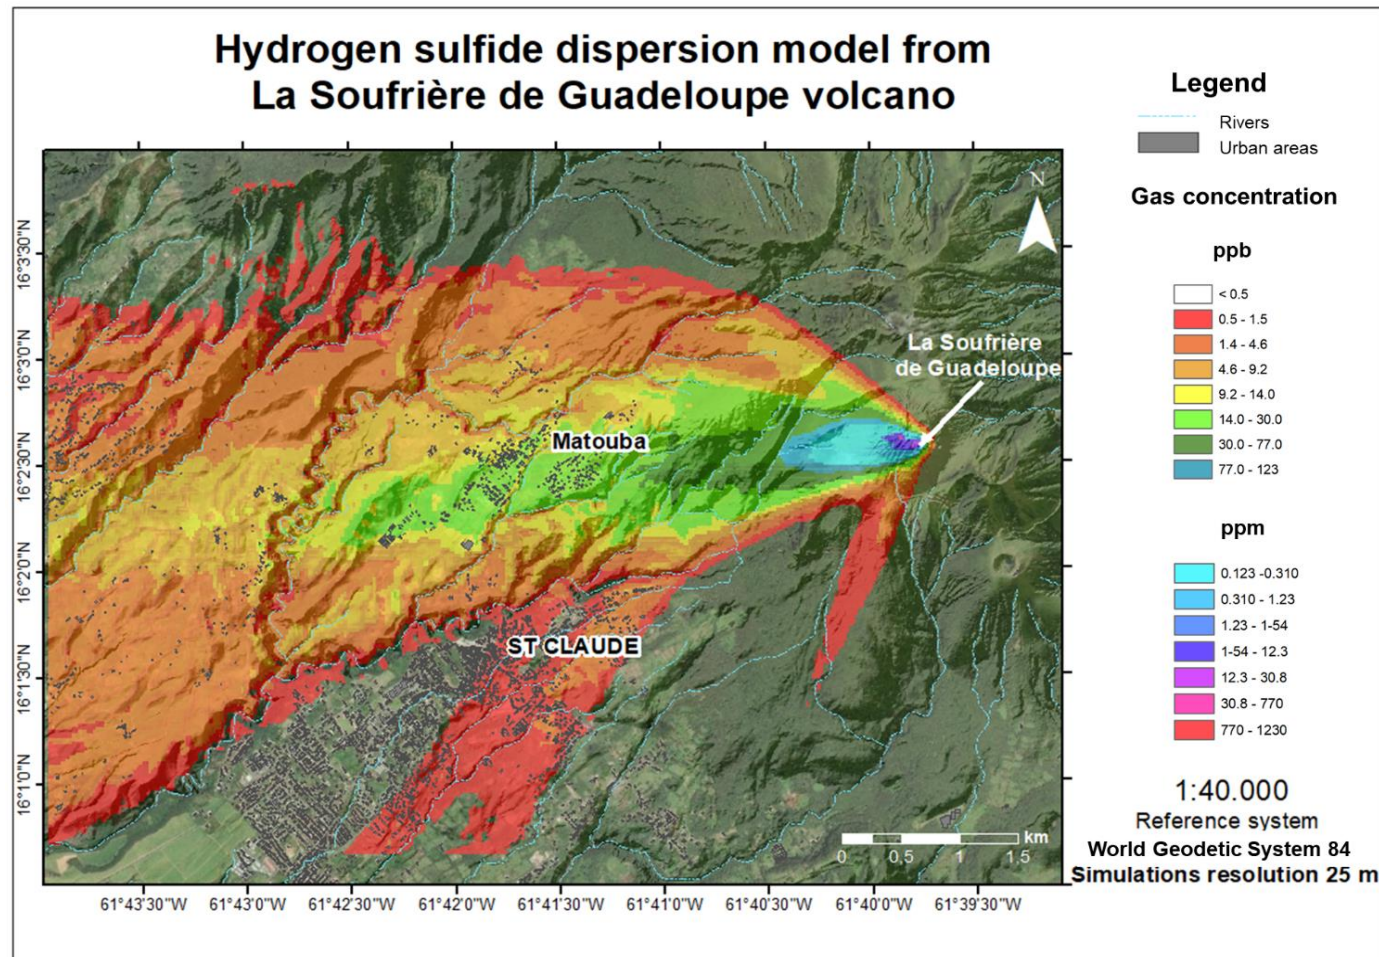 Hydrogen sulfide dispersion model from
La Soufrière de Guadeloupe volcano
Legend
Rivers
Urban areas
Gas concentration
ppb
< 0.5
0.5 - 1.5
1.4 - 4.6
4.6 - 9.2
9.2 - 14.0
14.0 - 30.0
30.0 - 77.0
77.0 - 123
ppm
0.123 -0.310
0.310 - 1.23
1.23 - 1-54
1-54 - 12.3
12.3 - 30.8
30.8 - 770
770 - 1230
1:40.000
Reference system
World Geodetic System 84
Simulations resolution 25 m
N
La Soufrière
de Guadeloupe
Matouba
ST CLAUDE
km
0 0.5 1 1.5
16°3'30"N
16°3'0"N
16°2'30"N
16°2'0"N
16°1'30"N
16°1'0"N
61°43'30"W 61°43'0"W 61°42'30"W 61°42'0"W 61°41'30"W 61°41'0"W 61°40'30"W 61°40'0"W 61°39'30"W